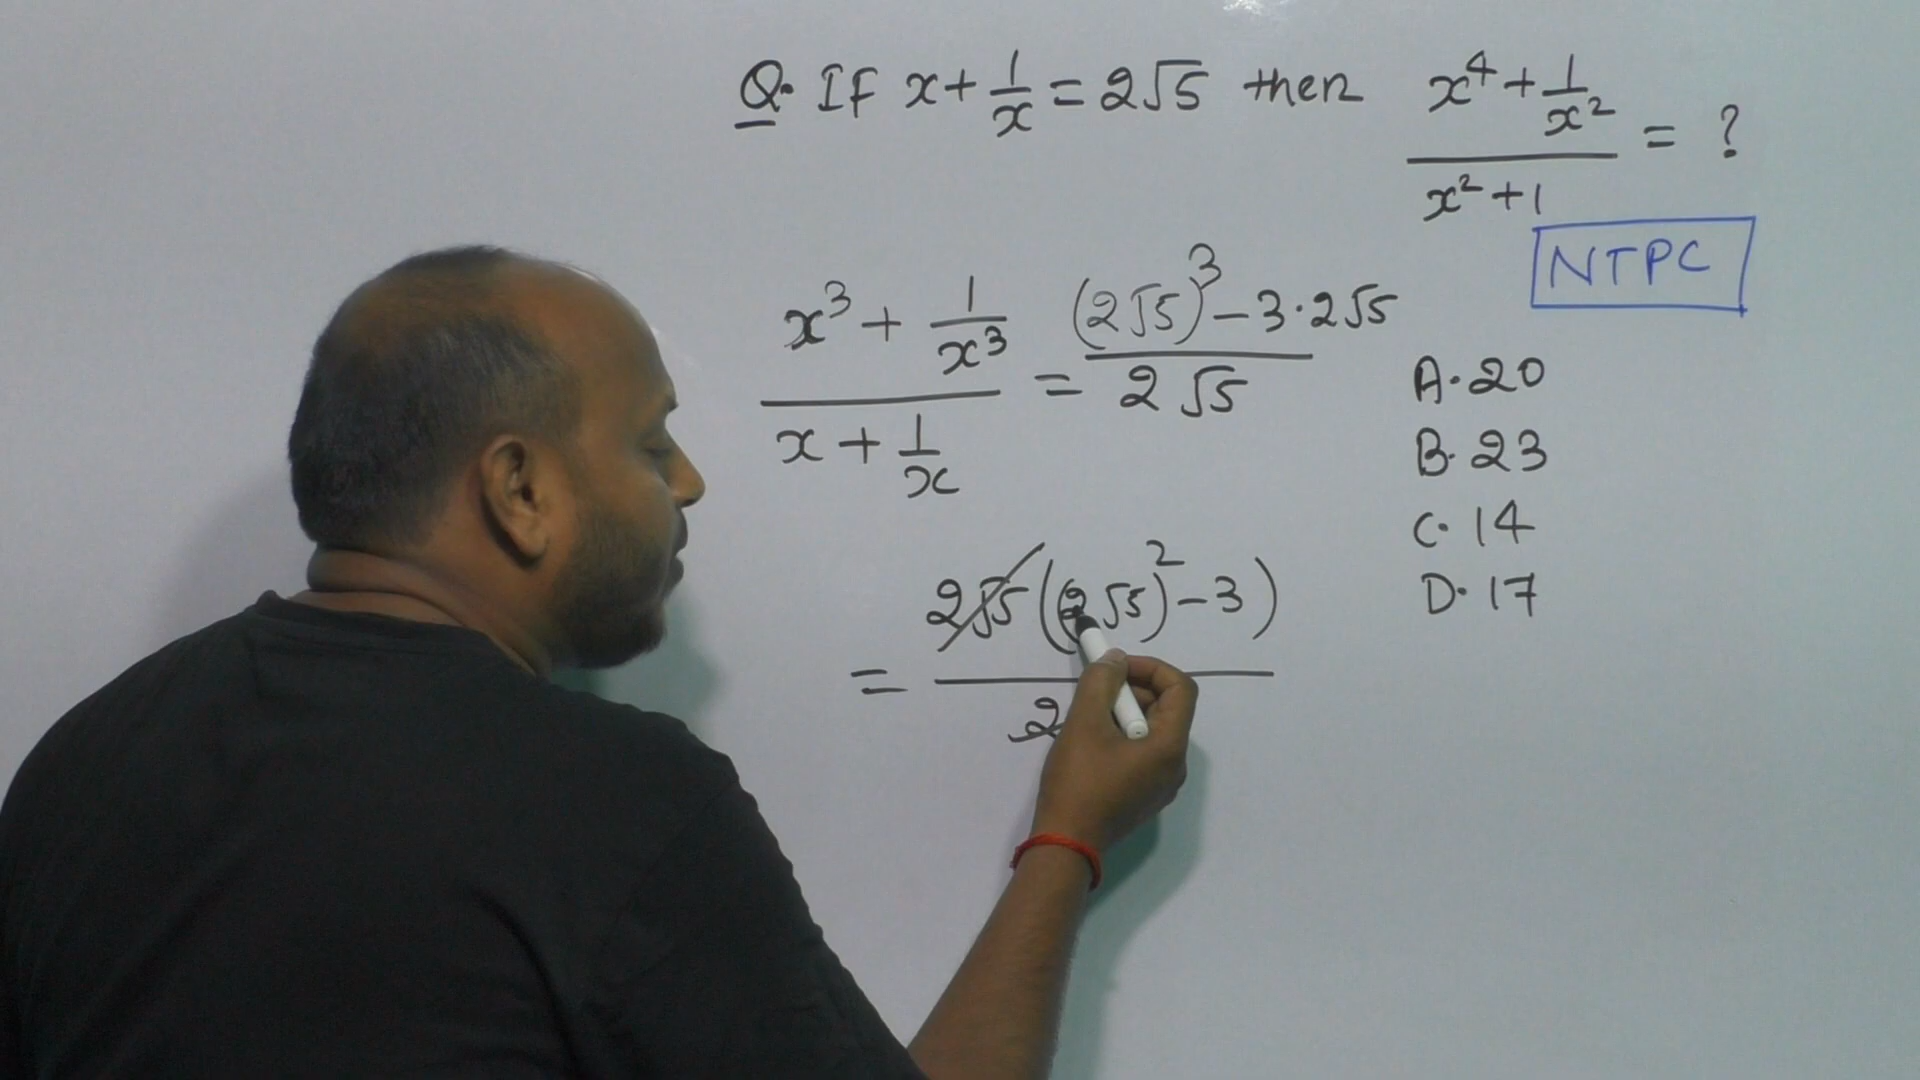 Q. IF x + 1/x = 2√5 then (x⁴ + 1/x²)/(x² + 1) = ?
NTPC
(x³ + 1/x³)/(x + 1/x) = ((2√5)³ - 3·2√5)/(2√5)
= 2√5((2√5)² - 3)/2
A. 20
B. 23
C. 14
D. 17